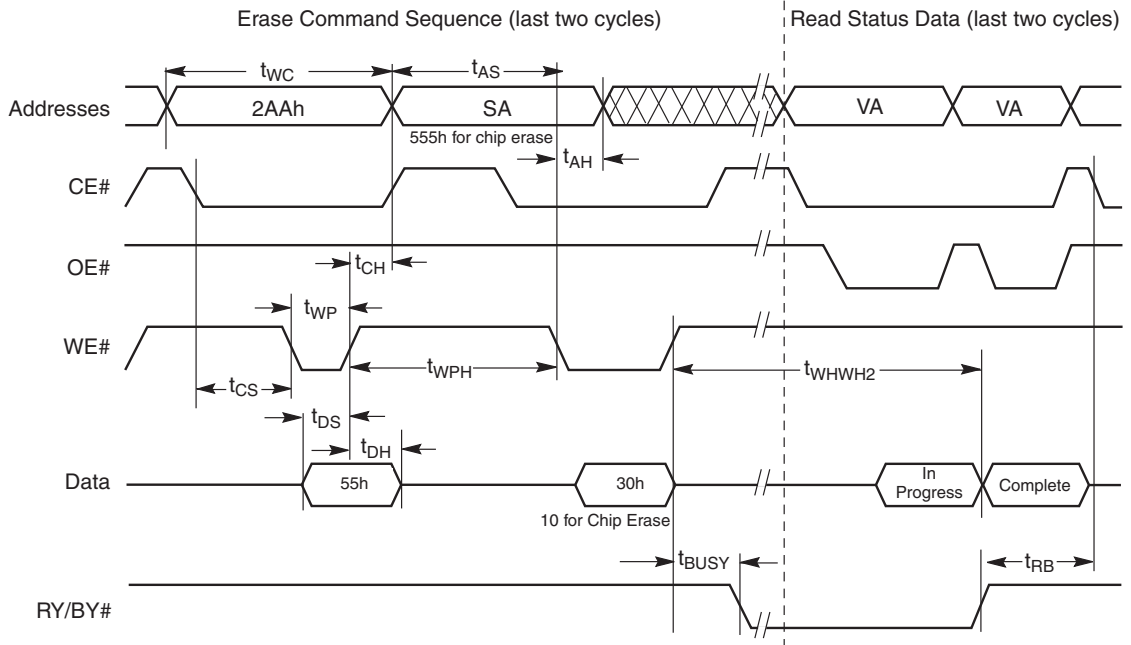 Erase Command Sequence (last two cycles)
Read Status Data (last two cycles)
tWC
tAS
Addresses
2AAh
SA
VA
VA
555h for chip erase
tAH
CE#
OE#
tCH
tWP
WE#
tWPH
tWHWH2
tCS
tDS
tDH
Data
55h
30h
In
Progress
Complete
10 for Chip Erase
tBUSY
tRB
RY/BY#